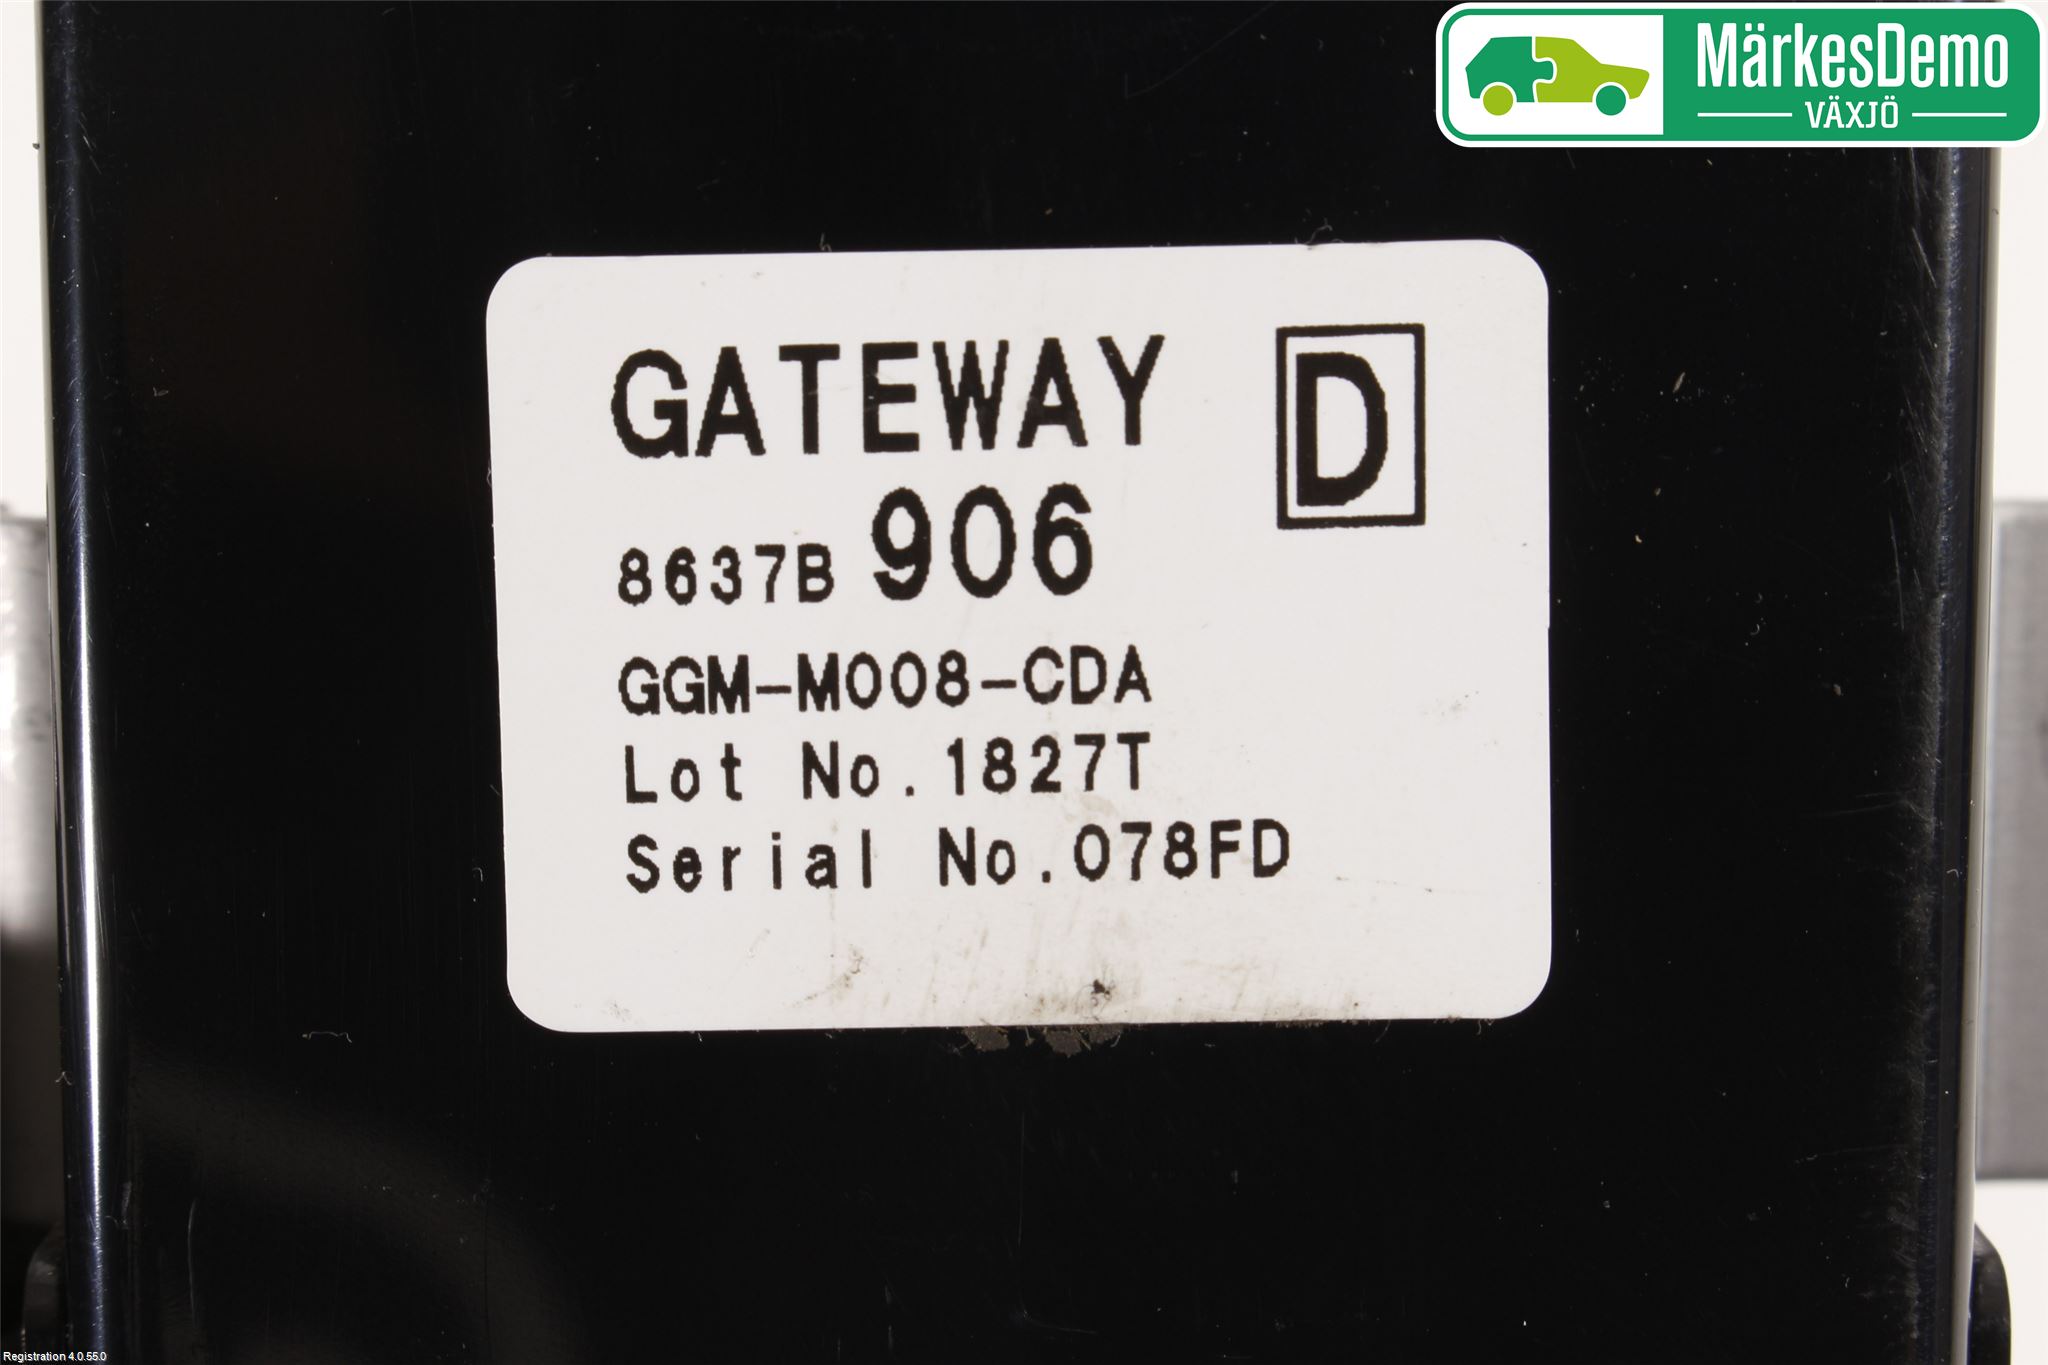 MärkesDemo
VÄXJÖ
GATEWAY D
8637B 906
GGM-M008-CDA
Lot No.1827T
Serial No.078FD
Registration 4.0.55.0